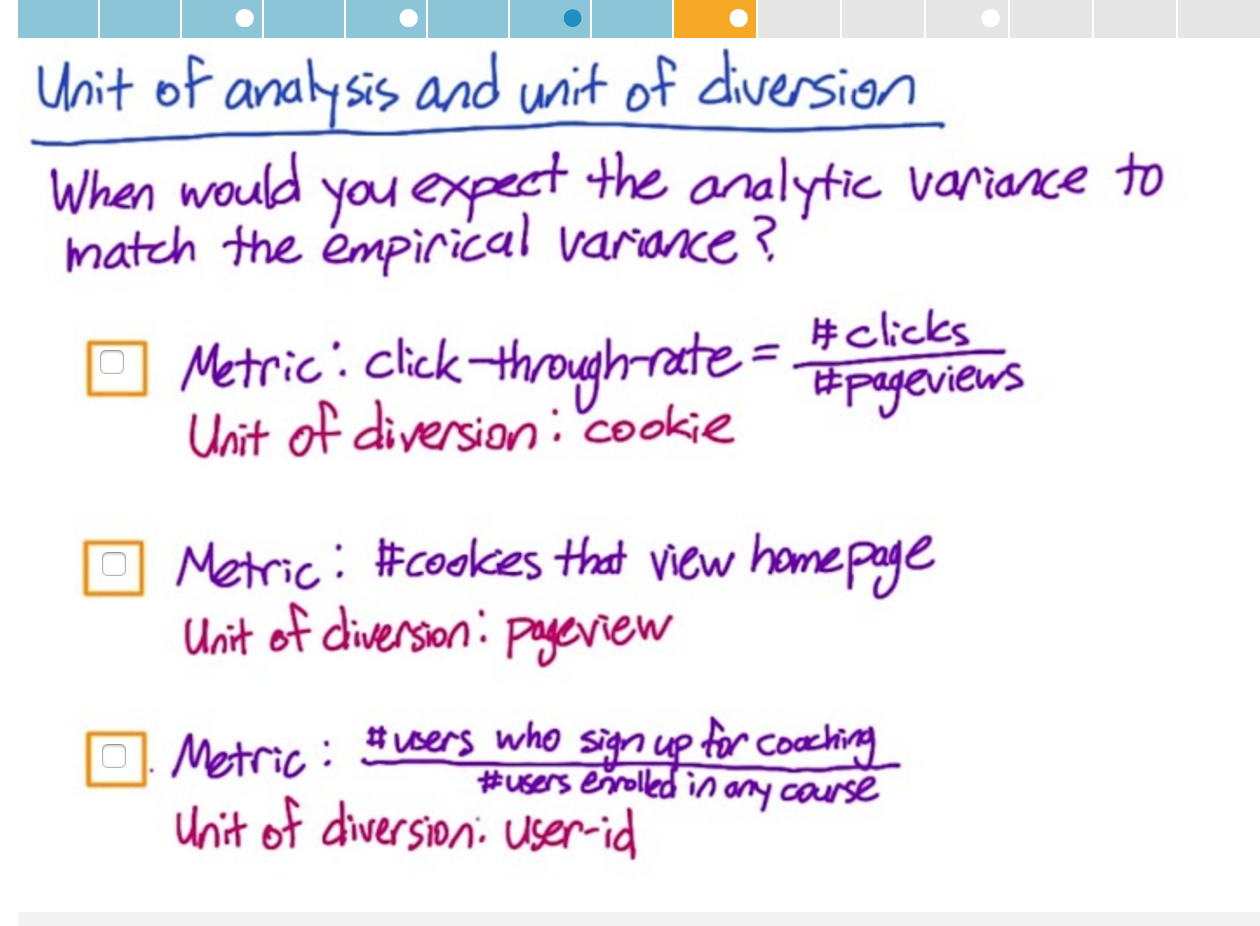 Unit of analysis and unit of diversion
When would you expect the analytic variance to
match the empirical variance?
Metric: click-through-rate = #clicks
#pageviews
Unit of diversion: cookie
Metric: #cookies that view homepage
Unit of diversion: pageview
Metric: #users who sign up for coaching
#users enrolled in any course
Unit of diversion: user-id